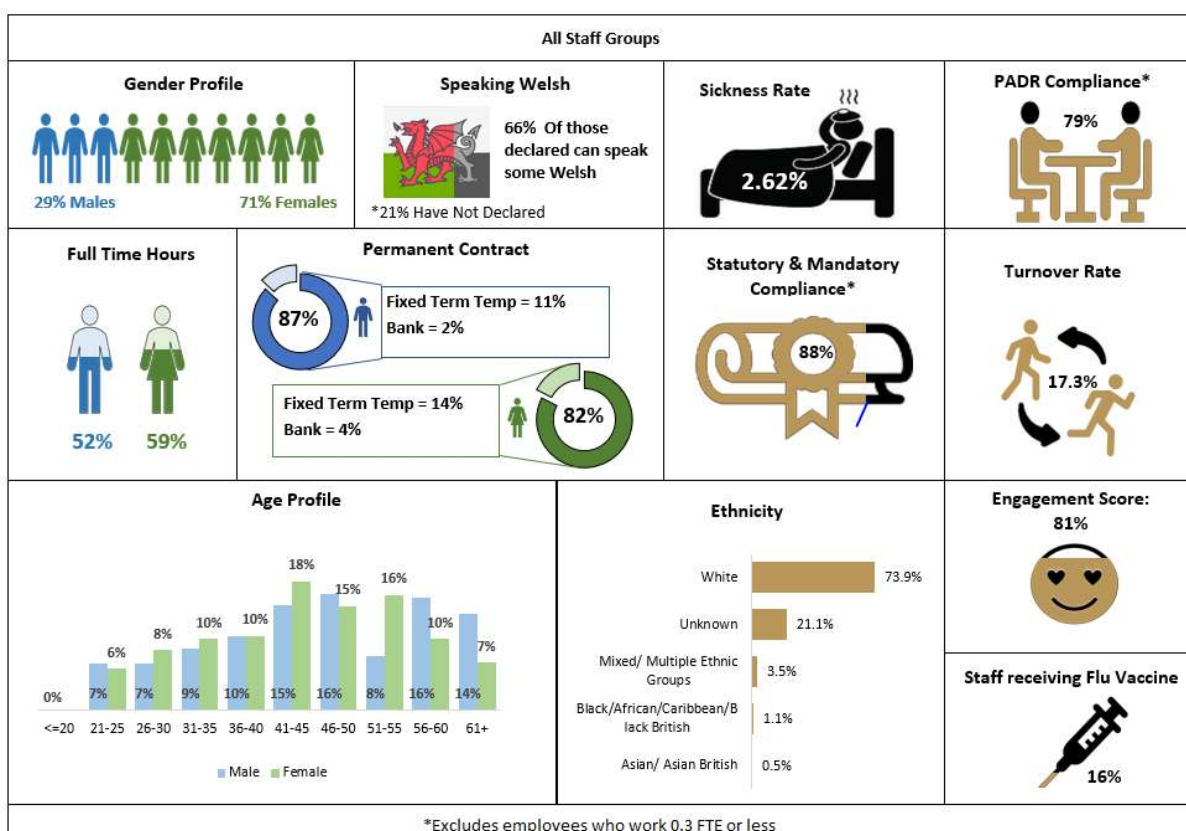 All Staff Groups
Gender Profile
29% Males
71% Females
Speaking Welsh
66% Of those
declared can speak
some Welsh
*21% Have Not Declared
Sickness Rate
2.62%
PADR Compliance*
79%
Full Time Hours
52%
59%
Permanent Contract
87%
Fixed Term Temp = 11%
Bank = 2%
Fixed Term Temp = 14%
Bank = 4%
82%
Statutory & Mandatory
Compliance*
88%
Turnover Rate
17.3%
Age Profile
18%
16%
15%
10%
10%
10%
8%
7%
6%
0%
7%
7%
9%
10%
15%
16%
8%
16%
14%
<=20
21-25
26-30
31-35
36-40
41-45
46-50
51-55
56-60
61+
Male
Female
Ethnicity
White
73.9%
Unknown
21.1%
Mixed/ Multiple Ethnic
Groups
3.5%
Black/African/Caribbean/B
lack British
1.1%
Asian/ Asian British
0.5%
Engagement Score:
81%
Staff receiving Flu Vaccine
16%
*Excludes employees who work 0.3 FTE or less